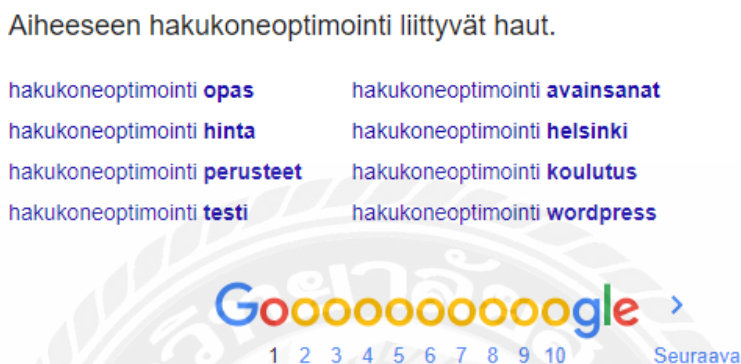 Aiheeseen hakukoneoptimointi liittyvät haut.
hakukoneoptimointi opas
hakukoneoptimointi avainsanat
hakukoneoptimointi hinta
hakukoneoptimointi helsinki
hakukoneoptimointi perusteet
hakukoneoptimointi koulutus
hakukoneoptimointi testi
hakukoneoptimointi wordpress
Goooooooooogle >
1 2 3 4 5 6 7 8 9 10 Seuraava